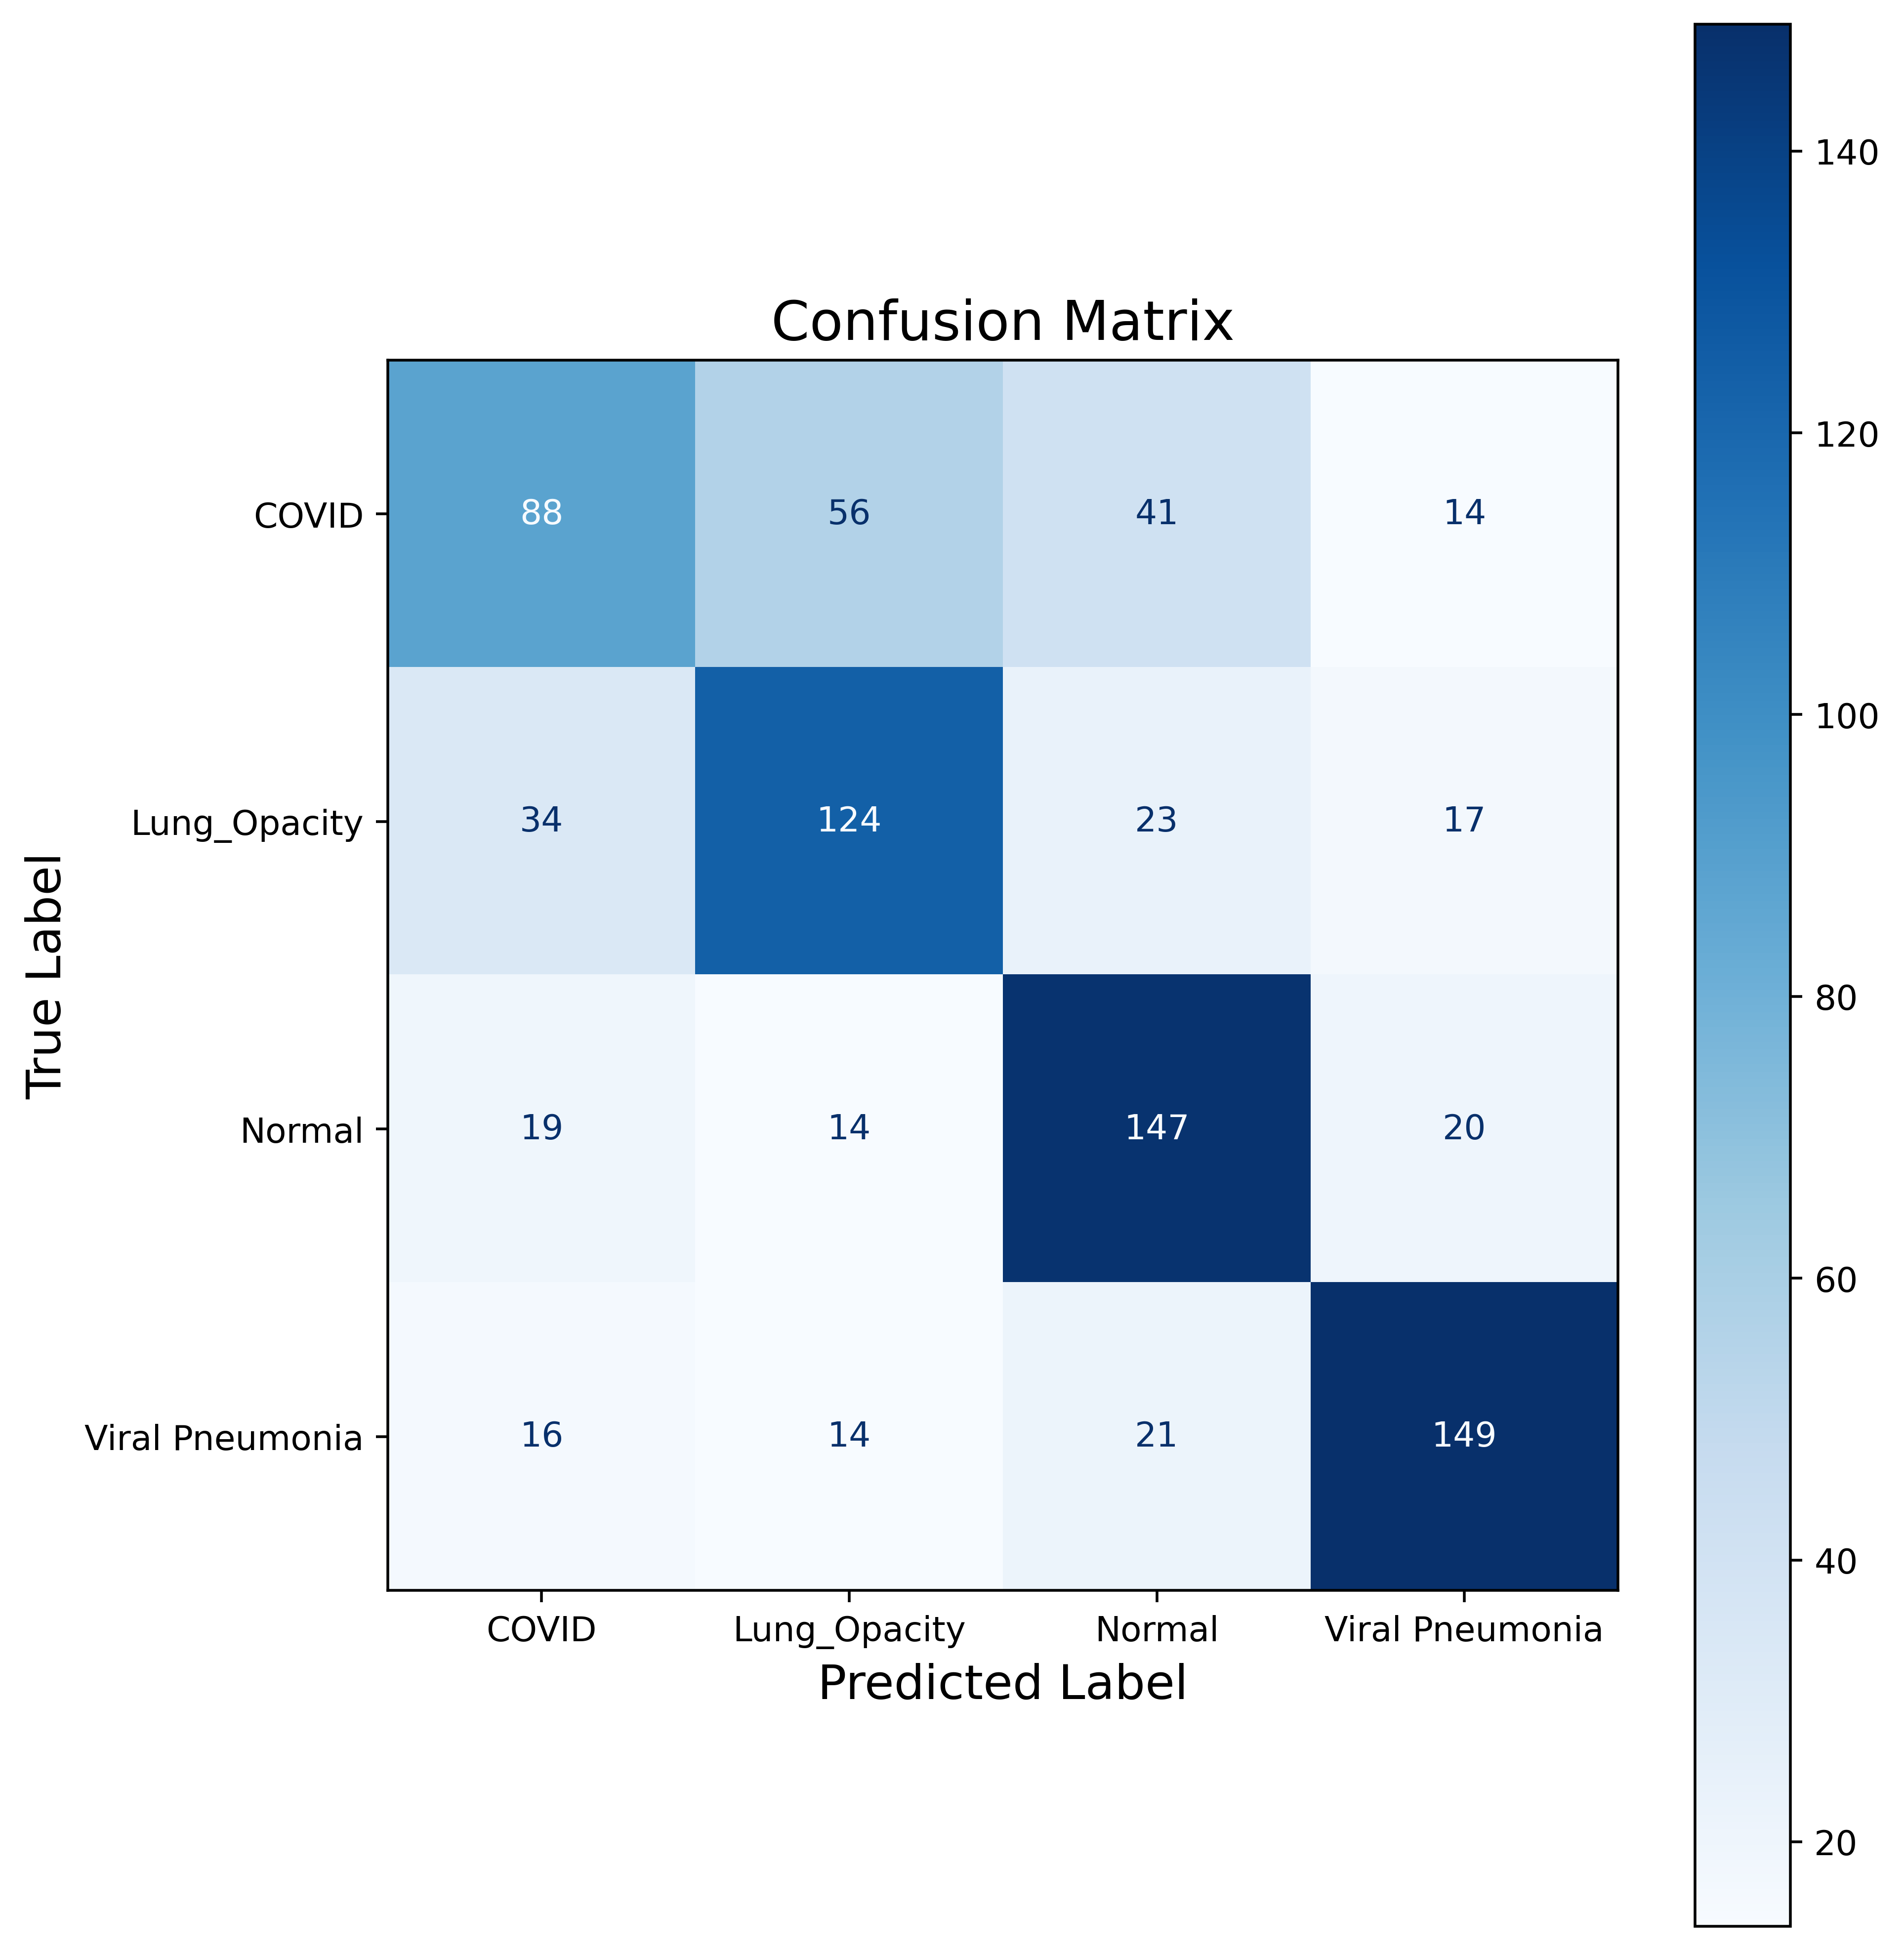 Confusion Matrix
True Label
COVID 88 56 41 14
Lung_Opacity 34 124 23 17
Normal 19 14 147 20
Viral Pneumonia 16 14 21 149
COVID Lung_Opacity Normal Viral Pneumonia
Predicted Label
140
120
100
80
60
40
20